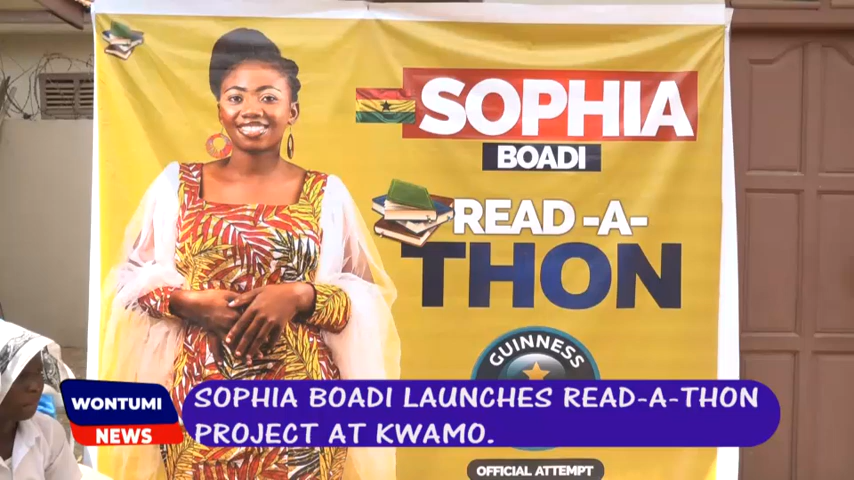 SOPHIA
BOADI
READ-A-
THON
GUINNESS
OFFICIAL ATTEMPT
WONTUMI
NEWS
SOPHIA BOADI LAUNCHES READ-A-THON
PROJECT AT KWAMO.